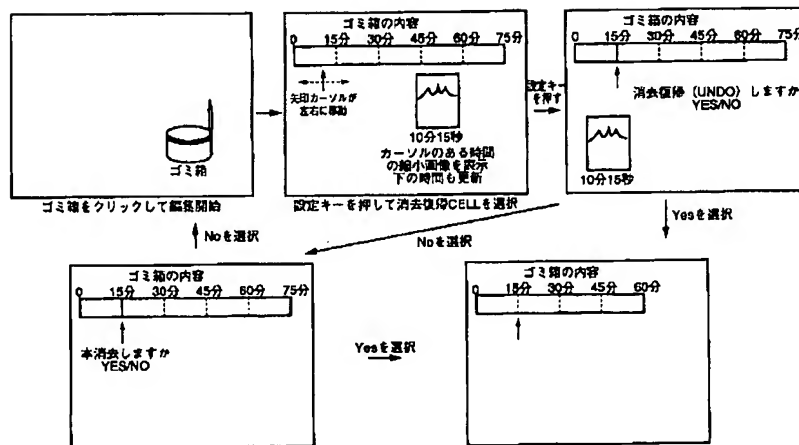 ゴミ箱
ゴミ箱をクリックして編集開始
ゴミ箱の内容
0 15分 30分 45分 60分 75分
矢印カーソルが
左右に移動
10分15秒
カーソルのある時間
の縮小画像を表示
下の時間も更新
設定キーを押して消去復帰CELLを選択
設定キー
を押す
ゴミ箱の内容
0 15分 30分 45分 60分 75分
消去復帰(UNDO)しますか
YES/NO
10分15秒
Noを選択
Noを選択
Yesを選択
ゴミ箱の内容
0 15分 30分 45分 60分 75分
本消去しますか
YES/NO
Yesを選択
ゴミ箱の内容
0 15分 30分 45分 60分